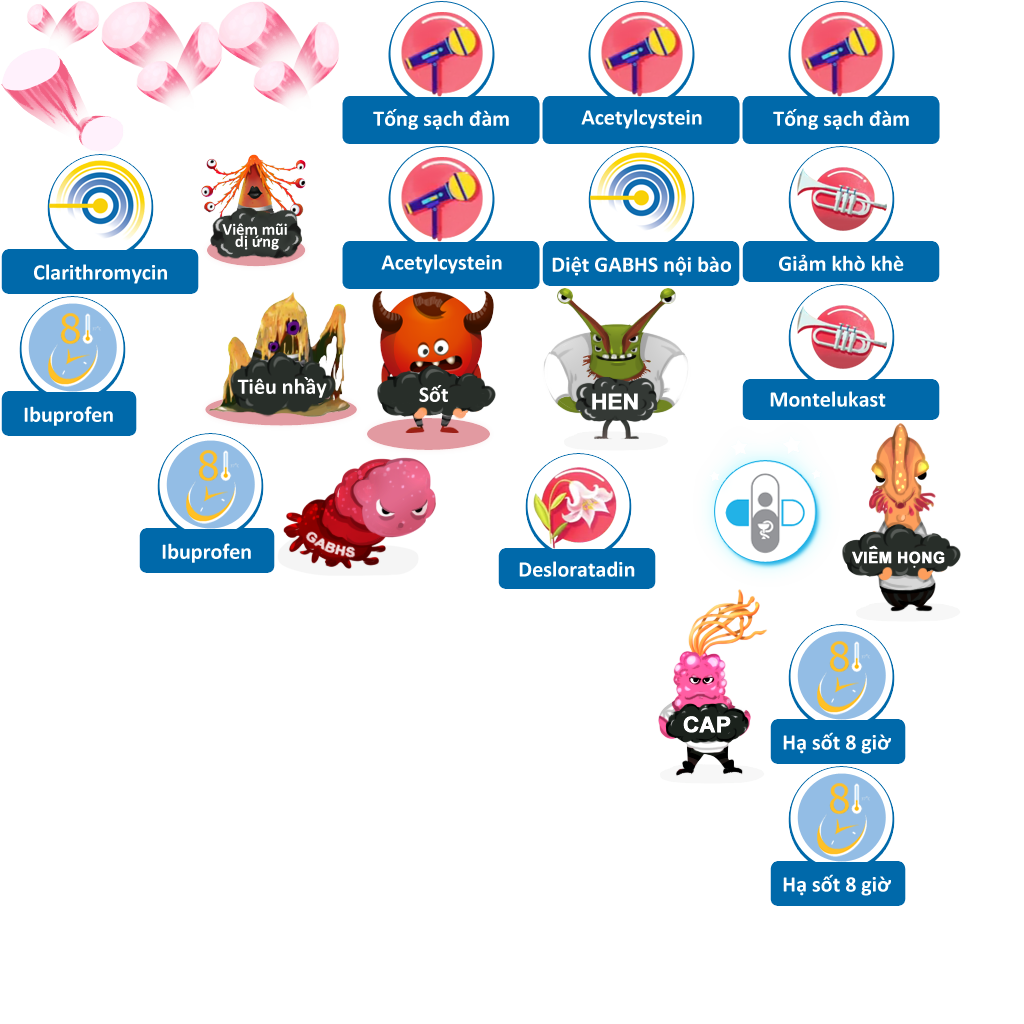 Tống sạch đàm
Acetylcystein
Tống sạch đàm
Clarithromycin
Viêm mũi
dị ứng
Acetylcystein
Diệt GABHS nội bào
Giảm khò khè
8
Ibuprofen
Tiêu nhầy
Sốt
HEN
Montelukast
8
Ibuprofen
GABHS
Desloratadin
VIÊM HỌNG
CAP
8
Hạ sốt 8 giờ
8
Hạ sốt 8 giờ